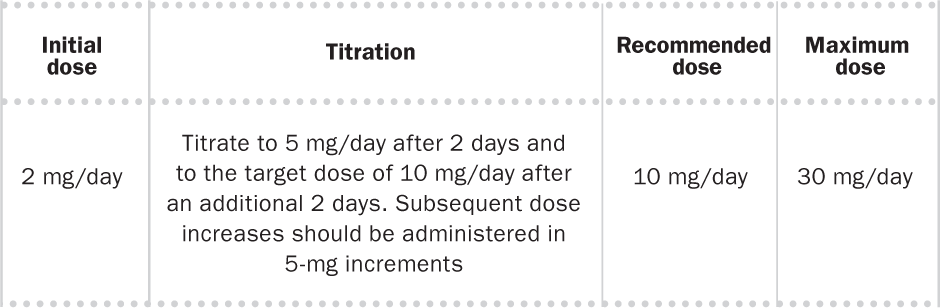 Initial
dose
Titration
Recommended
dose
Maximum
dose
2 mg/day
Titrate to 5 mg/day after 2 days and
to the target dose of 10 mg/day after
an additional 2 days. Subsequent dose
increases should be administered in
5-mg increments
10 mg/day
30 mg/day